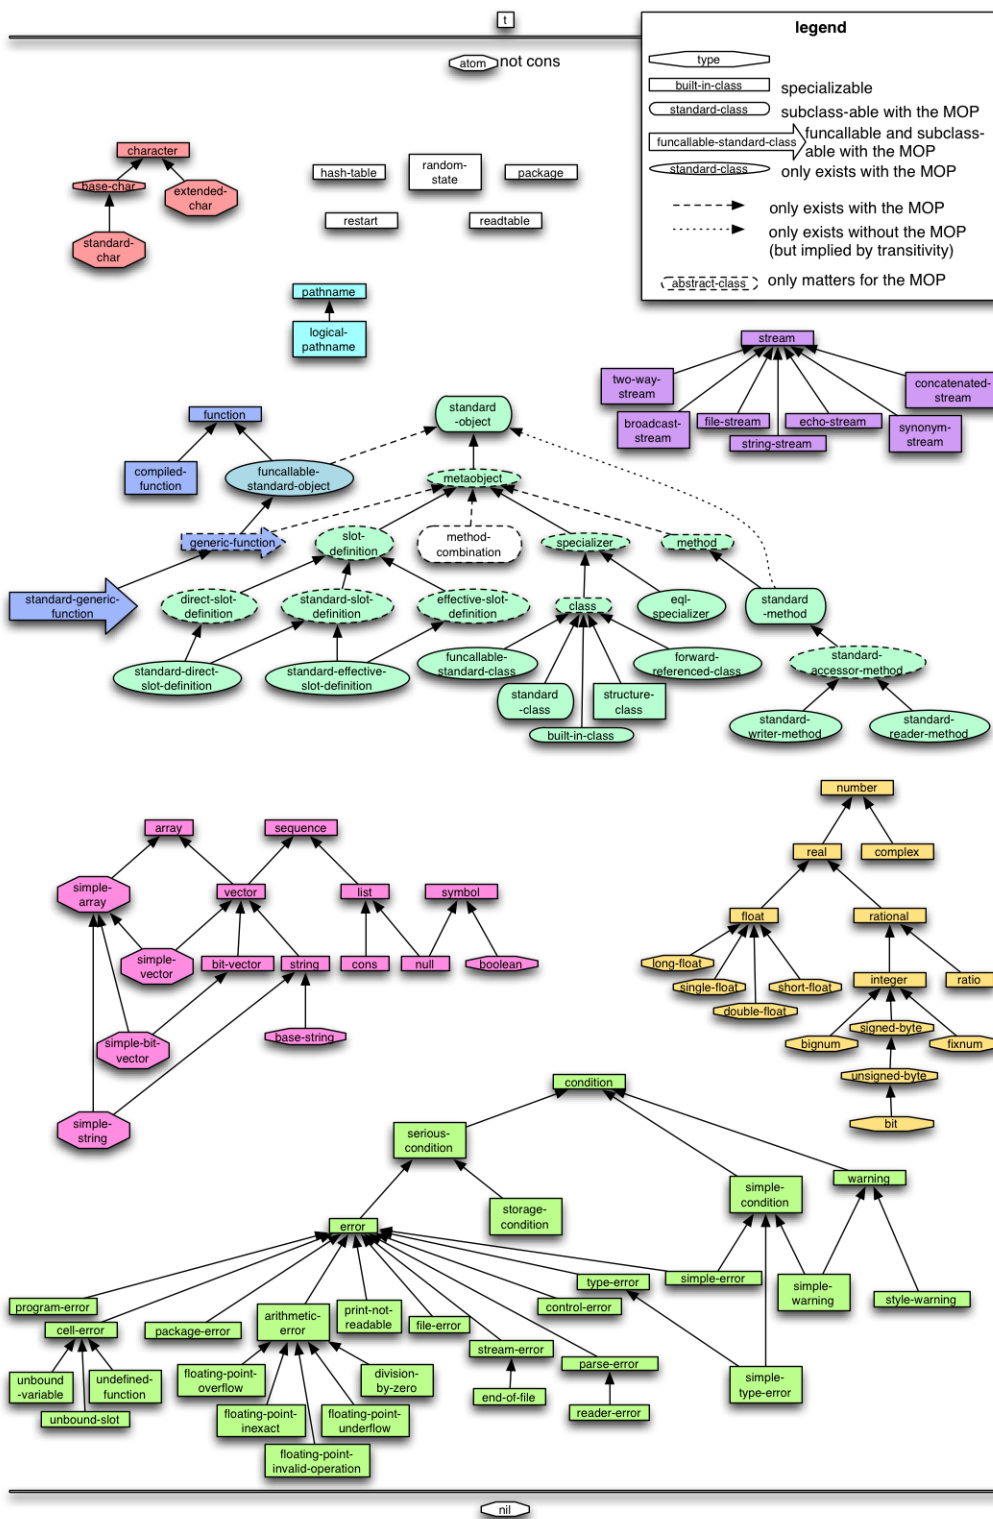 t
legend
type
built-in-class specializable
standard-class subclass-able with the MOP
funcallable-standard-class funcallable and subclass-
able with the MOP
standard-class only exists with the MOP
only exists with the MOP
only exists without the MOP
(but implied by transitivity)
abstract-class only matters for the MOP
atom not cons
character
base-char
extended-
char
standard-
char
hash-table
random-
state
package
restart
readtable
pathname
logical-
pathname
stream
two-way-
stream
concatenated-
stream
broadcast-
stream
file-stream
echo-stream
synonym-
stream
string-stream
function
compiled-
function
standard
-object
funcallable-
standard-object
metaobject
generic-function
slot-
definition
method-
combination
specializer
method
standard-generic-
function
direct-slot-
definition
standard-slot-
definition
effective-slot-
definition
class
eql-
specializer
standard
-method
standard-direct-
slot-definition
standard-effective-
slot-definition
funcallable-
standard-class
forward-
referenced-class
standard-
accessor-method
standard
-class
structure-
class
built-in-class
standard-
writer-method
standard-
reader-method
number
array
sequence
real
complex
simple-
array
vector
list
symbol
float
rational
simple-
vector
bit-vector
string
cons
null
boolean
long-float
single-float
short-float
double-float
integer
ratio
simple-bit-
vector
base-string
bignum
signed-byte
fixnum
unsigned-byte
bit
simple-
string
condition
serious-
condition
simple-
condition
warning
storage-
condition
error
program-error
cell-error
package-error
arithmetic-
error
print-not-
readable
file-error
stream-error
control-error
type-error
simple-error
simple-
warning
style-warning
unbound
-variable
undefined-
function
unbound-slot
floating-point-
overflow
division-
by-zero
floating-point-
inexact
floating-point-
underflow
floating-point-
invalid-operation
end-of-file
parse-error
reader-error
simple-
type-error
nil